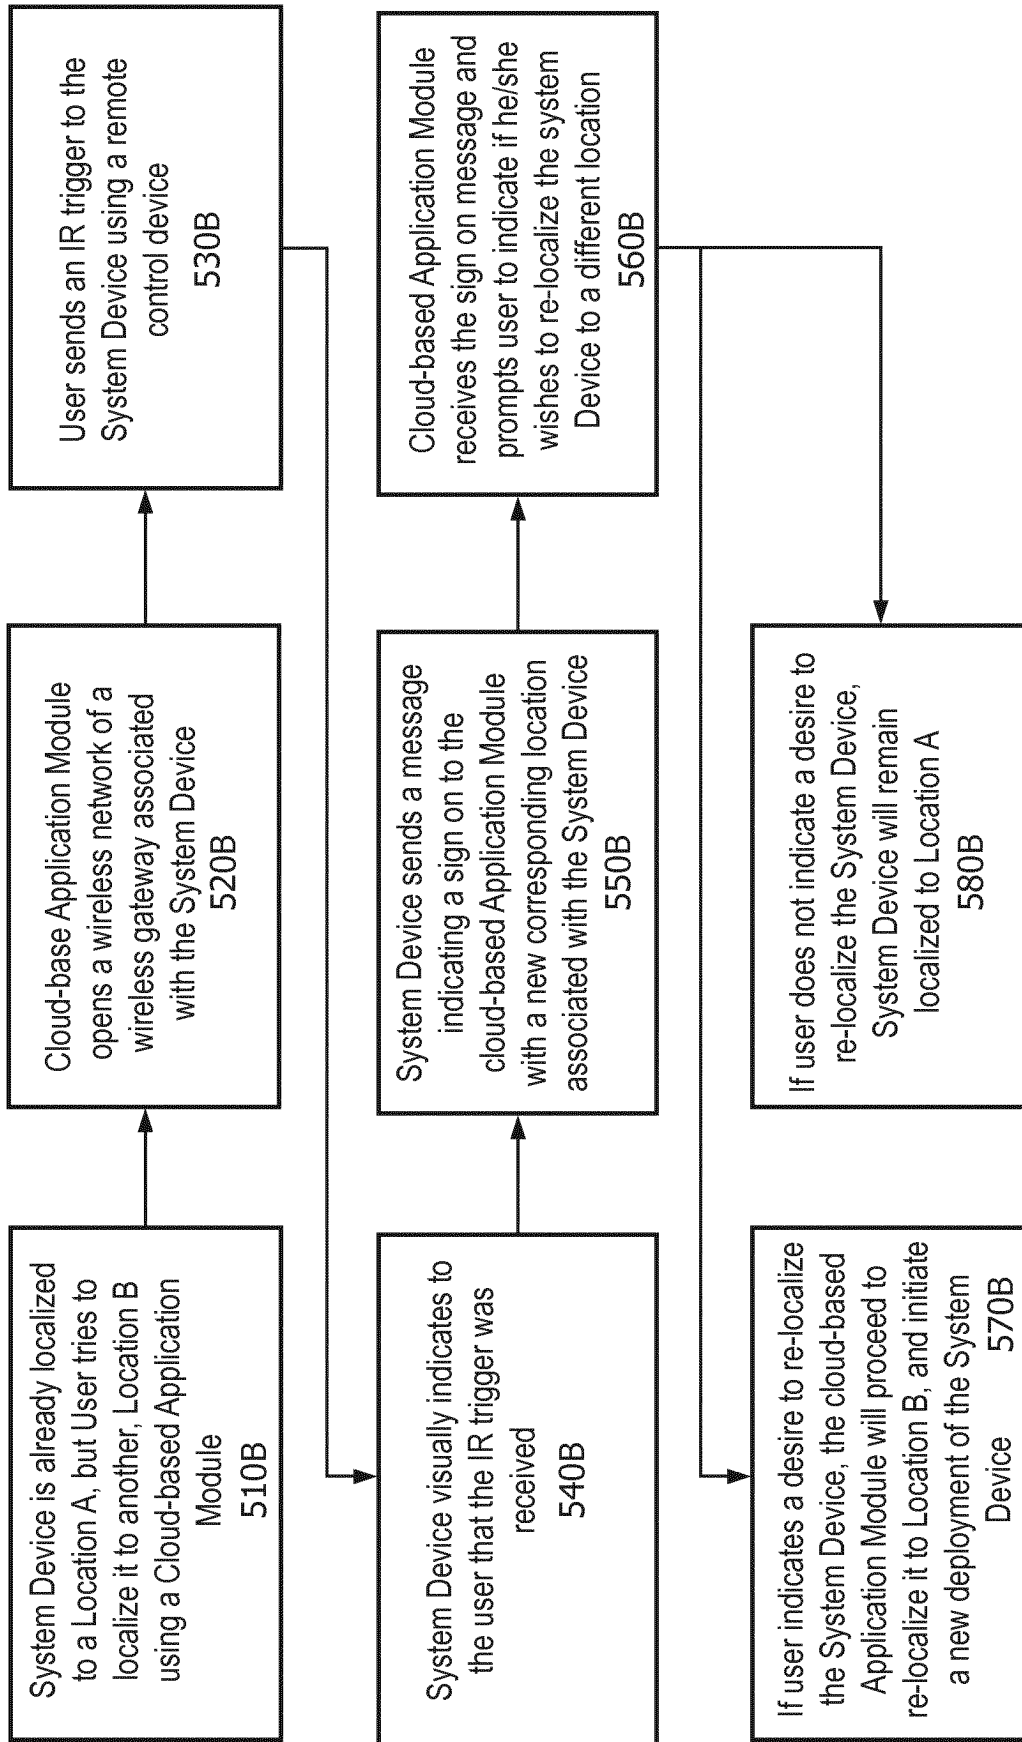 System Device is already localized
to a Location A, but User tries to
localize it to another, Location B
using a Cloud-based Application
Module
510B
Cloud-base Application Module
opens a wireless network of a
wireless gateway associated
with the System Device
520B
User sends an IR trigger to the
System Device using a remote
control device
530B
System Device visually indicates to
the user that the IR trigger was
received
540B
System Device sends a message
indicating a sign on to the
cloud-based Application Module
with a new corresponding location
associated with the System Device
550B
Cloud-based Application Module
receives the sign on message and
prompts user to indicate if he/she
wishes to re-localize the system
Device to a different location
560B
If user indicates a desire to re-localize
the System Device, the cloud-based
Application Module will proceed to
re-localize it to Location B, and initiate
a new deployment of the System
Device 570B
If user does not indicate a desire to
re-localize the System Device,
System Device will remain
localized to Location A
580B